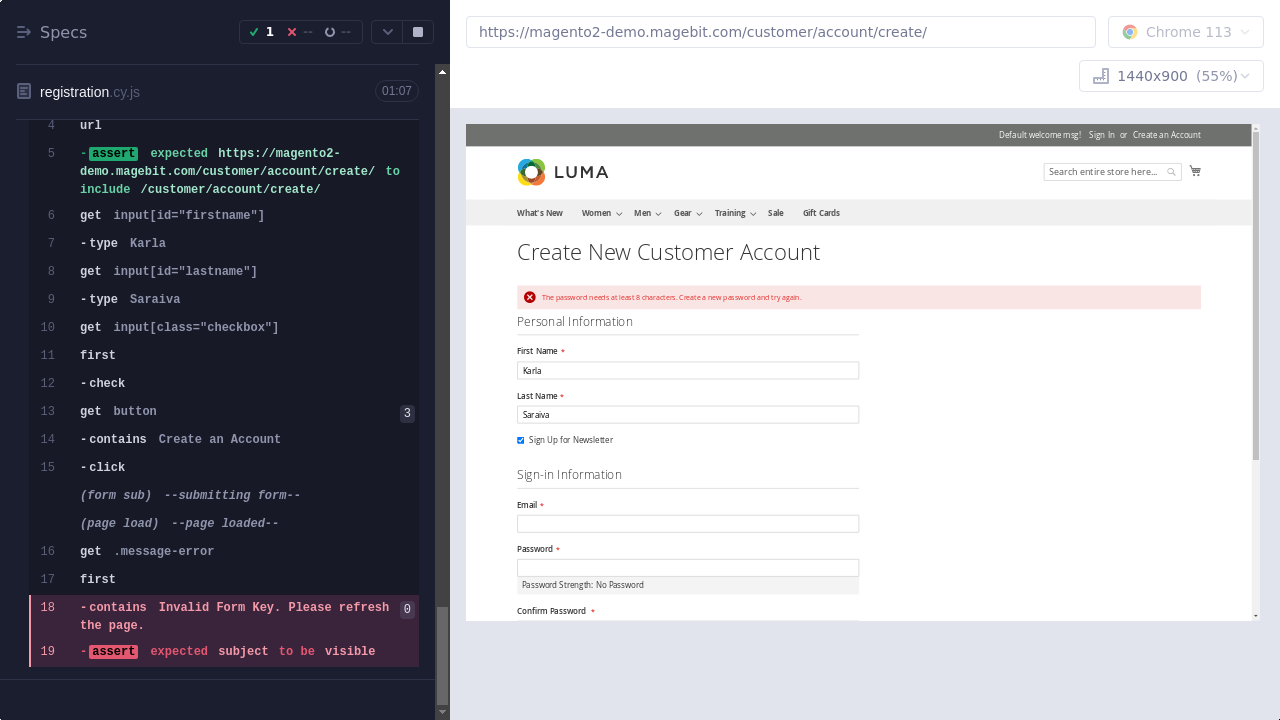 Specs
1
--
--
https://magento2-demo.magebit.com/customer/account/create/
Chrome 113
1440x900 (55%)
registration.cy.js
01:07
4 url
5 -assert expected https://magento2-
demo.magebit.com/customer/account/create/ to
include /customer/account/create/
6 get input[id="firstname"]
7 -type Karla
8 get input[id="lastname"]
9 -type Saraiva
10 get input[class="checkbox"]
11 first
12 -check
13 get button 3
14 -contains Create an Account
15 -click
(form sub) --submitting form--
(page load) --page loaded--
16 get .message-error
17 first
18 -contains Invalid Form Key. Please refresh 0
the page.
19 -assert expected subject to be visible
Default welcome msg! Sign In or Create an Account
LUMA
Search entire store here...
What's New Women Men Gear Training Sale Gift Cards
Create New Customer Account
The password needs at least 8 characters. Create a new password and try again.
Personal Information
First Name *
Karla
Last Name *
Saraiva
Sign Up for Newsletter
Sign-in Information
Email *
Password *
Password Strength: No Password
Confirm Password *